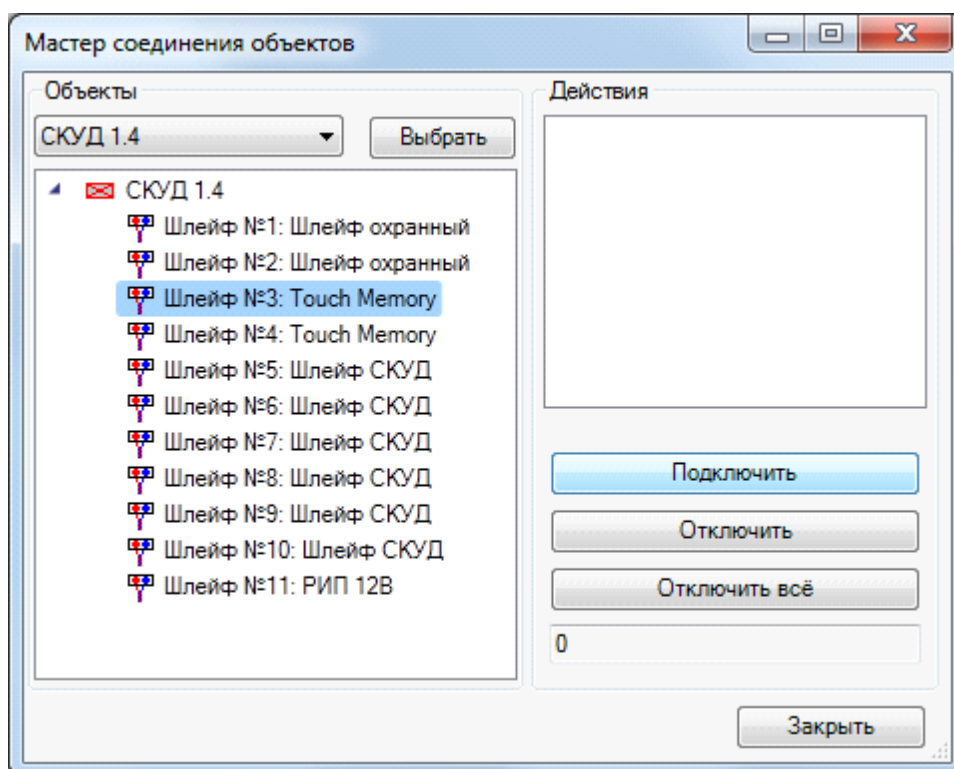 Мастер соединения объектов
Объекты
СКУД 1.4
Выбрать
СКУД 1.4
Шлейф №1: Шлейф охранный
Шлейф №2: Шлейф охранный
Шлейф №3: Touch Memory
Шлейф №4: Touch Memory
Шлейф №5: Шлейф СКУД
Шлейф №6: Шлейф СКУД
Шлейф №7: Шлейф СКУД
Шлейф №8: Шлейф СКУД
Шлейф №9: Шлейф СКУД
Шлейф №10: Шлейф СКУД
Шлейф №11: РИП 12В
Действия
Подключить
Отключить
Отключить всё
0
Закрыть